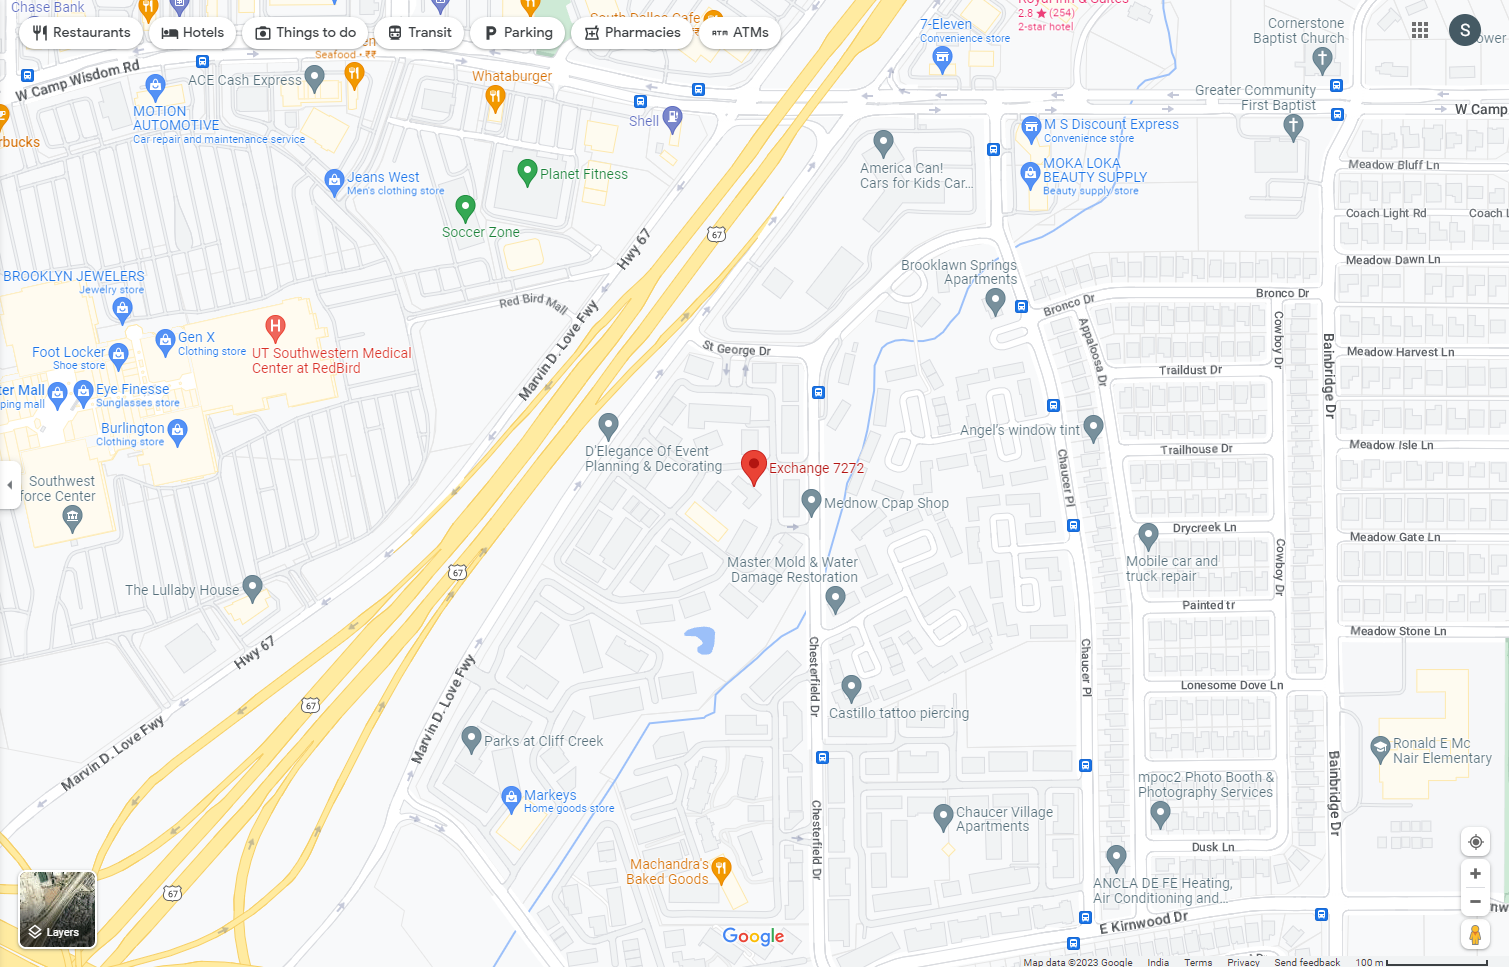 Chase Bank
South Dallas Cafe
Royal Inn & Suites
2.8 ★ (254)
2-star hotel
7-Eleven
Convenience store
Cornerstone
Baptist Church
S
Restaurants
Hotels
Things to do
Transit
Parking
Pharmacies
ATMs
Seafood • ₹₹
W Camp Wisdom Rd
ACE Cash Express
Whataburger
Shell
Greater Community
First Baptist
W Camp
MOTION
AUTOMOTIVE
Car repair and maintenance service
rbucks
M S Discount Express
Convenience store
MOKA LOKA
BEAUTY SUPPLY
Beauty supply store
America Can!
Cars for Kids Car...
Meadow Bluff Ln
Jeans West
Men's clothing store
Planet Fitness
Soccer Zone
Coach Light Rd
Coach L
67
Hwy 67
Brooklawn Springs
Apartments
Meadow Dawn Ln
BROOKLYN JEWELERS
Jewelry store
Red Bird Mall
Bronco Dr
Bronco Dr
Gen X
Clothing store
UT Southwestern Medical
Center at RedBird
Foot Locker
Shoe store
Marvin D. Love Fwy
St George Dr
Appaloosa Dr
Cowboy Dr
Bainbridge Dr
Meadow Harvest Ln
Traildust Dr
ter Mall
ping mall
Eye Finesse
Sunglasses store
Burlington
Clothing store
D'Elegance Of Event
Planning & Decorating
Angel's window tint
Trailhouse Dr
Meadow Isle Ln
Exchange 7272
Chaucer Pl
Southwest
force Center
Mednow Cpap Shop
Drycreek Ln
Meadow Gate Ln
Mobile car and
truck repair
Cowboy Dr
Master Mold & Water
Damage Restoration
67
The Lullaby House
Painted tr
Meadow Stone Ln
Hwy 67
Chesterfield Dr
Chaucer Pl
Lonesome Dove Ln
67
Marvin D. Love Fwy
Marvin D. Love Fwy
Castillo tattoo piercing
Parks at Cliff Creek
Ronald E Mc
Nair Elementary
Bainbridge Dr
mpoc2 Photo Booth &
Photography Services
Markeys
Home goods store
Chesterfield Dr
Chaucer Village
Apartments
Dusk Ln
Machandra's
Baked Goods
67
ANCLA DE FE Heating,
Air Conditioning and...
Layers
E Kirnwood Dr
Google
Map data ©2023 Google
India
Terms
Privacy
Send feedback
100 m